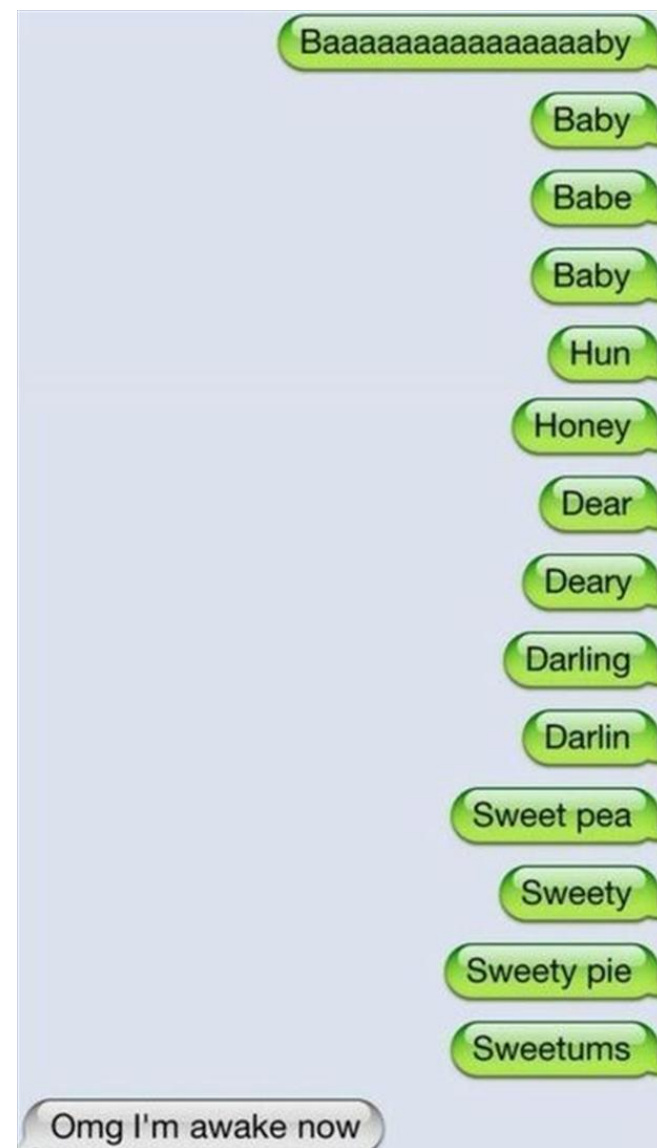 Baaaaaaaaaaaaaaaby
Baby
Babe
Baby
Hun
Honey
Dear
Deary
Darling
Darlin
Sweet pea
Sweety
Sweety pie
Sweetums
Omg I'm awake now